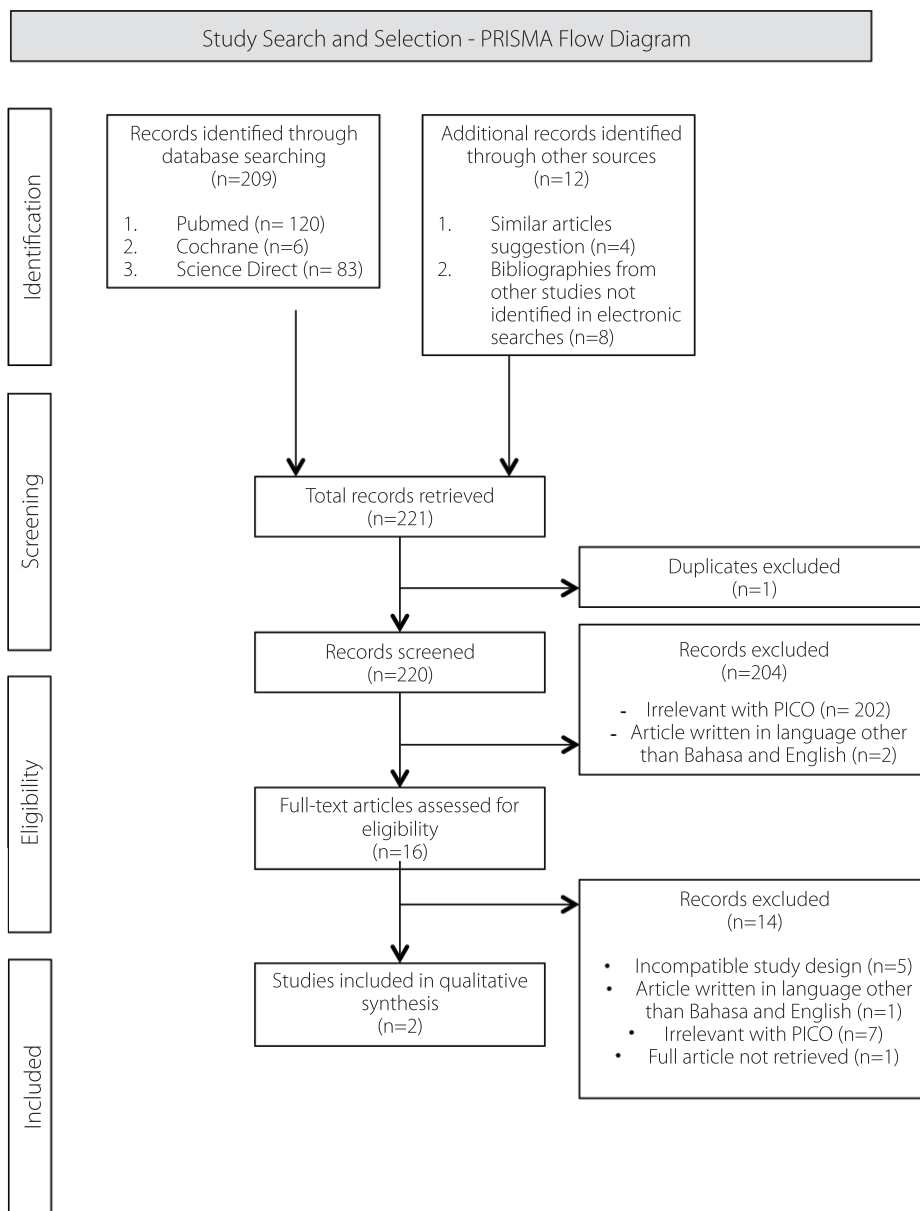 Study Search and Selection - PRISMA Flow Diagram
Identification
Records identified through
database searching
(n=209)
1. Pubmed (n= 120)
2. Cochrane (n=6)
3. Science Direct (n= 83)
Additional records identified
through other sources
(n=12)
1. Similar articles
suggestion (n=4)
2. Bibliographies from
other studies not
identified in electronic
searches (n=8)
Screening
Total records retrieved
(n=221)
Duplicates excluded
(n=1)
Records screened
(n=220)
Records excluded
(n=204)
- Irrelevant with PICO (n= 202)
- Article written in language other
than Bahasa and English (n=2)
Eligibility
Full-text articles assessed for
eligibility
(n=16)
Records excluded
(n=14)
• Incompatible study design (n=5)
• Article written in language other
than Bahasa and English (n=1)
• Irrelevant with PICO (n=7)
• Full article not retrieved (n=1)
Included
Studies included in qualitative
synthesis
(n=2)